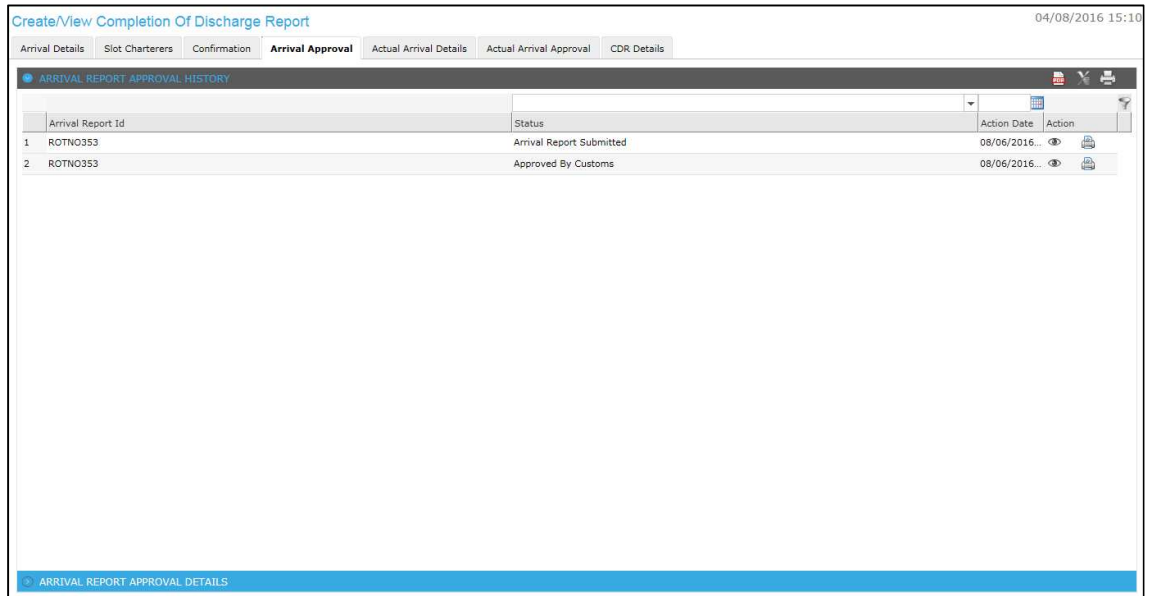 Create/View Completion Of Discharge Report 04/08/2016 15:10
Arrival Details Slot Charterers Confirmation Arrival Approval Actual Arrival Details Actual Arrival Approval CDR Details
ARRIVAL REPORT APPROVAL HISTORY
Arrival Report Id Status Action Date Action
1 ROTNO353 Arrival Report Submitted 08/06/2016...
2 ROTNO353 Approved By Customs 08/06/2016...
ARRIVAL REPORT APPROVAL DETAILS